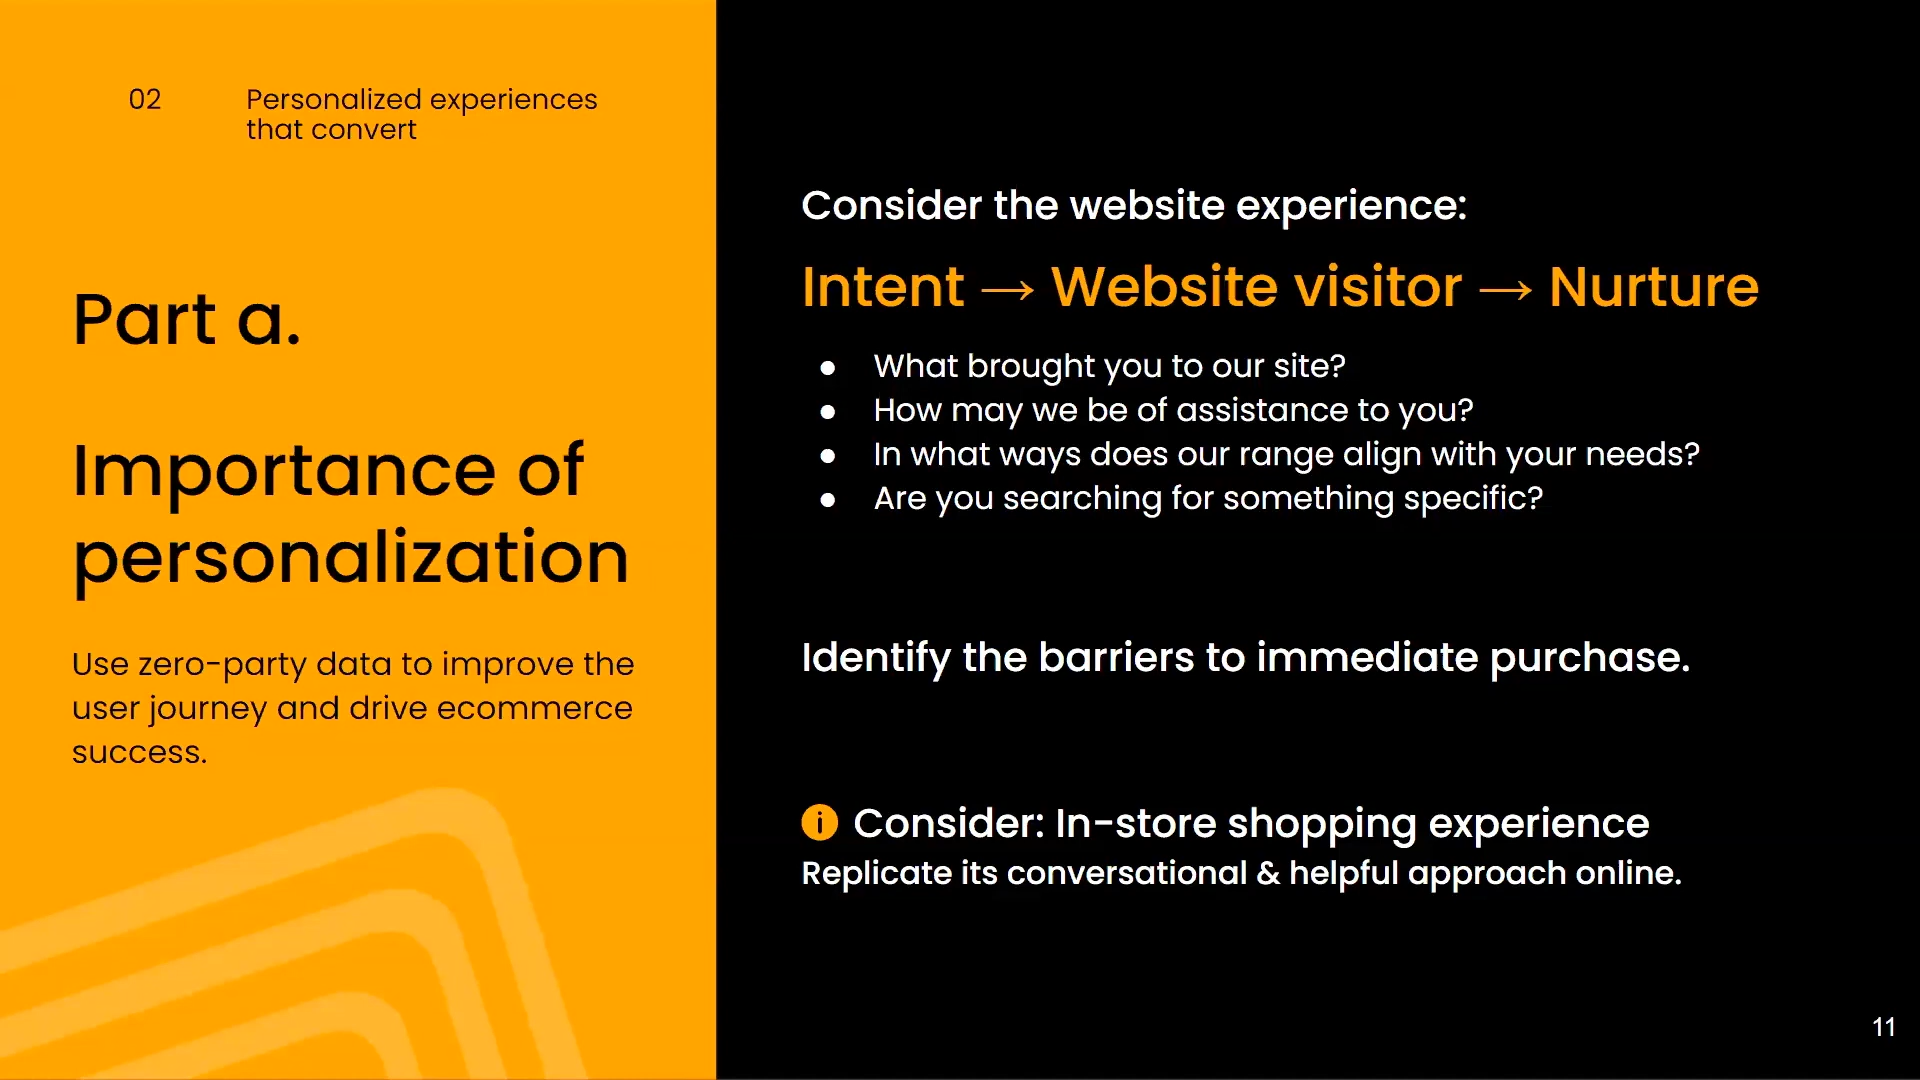 02
Personalized experiences
that convert
Part a.
Importance of
personalization
Use zero-party data to improve the
user journey and drive ecommerce
success.
Consider the website experience:
Intent → Website visitor → Nurture
● What brought you to our site?
● How may we be of assistance to you?
● In what ways does our range align with your needs?
● Are you searching for something specific?
Identify the barriers to immediate purchase.
Consider: In-store shopping experience
Replicate its conversational & helpful approach online.
11